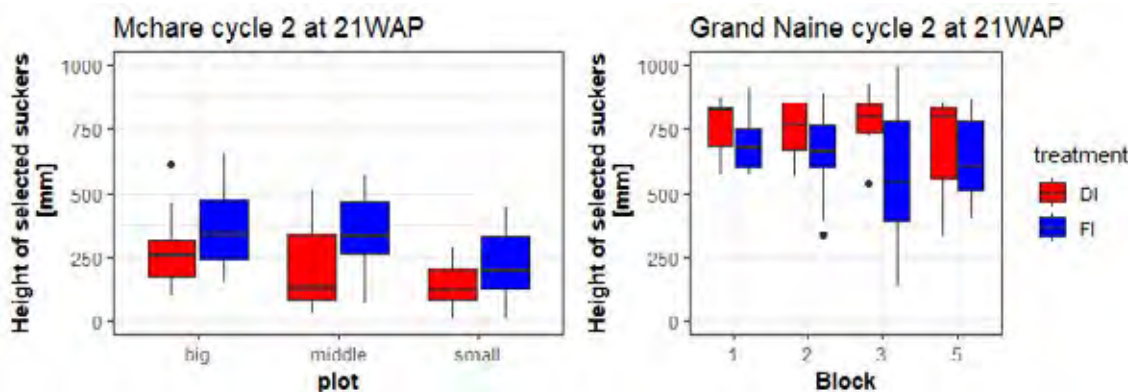 Mchare cycle 2 at 21WAP
Height of selected suckers
[mm]
1000
750
500
250
0
big middle small
plot
Grand Naine cycle 2 at 21WAP
Height of selected suckers
[mm]
1000
750
500
250
0
1 2 3 5
Block
treatment
DI
FI